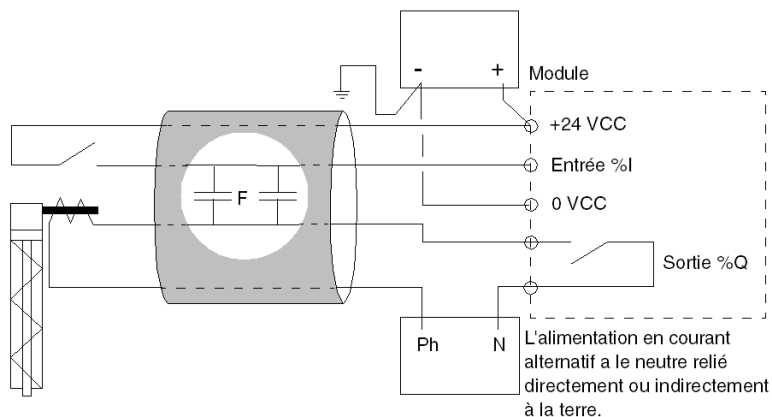 - +
Module
+24 VCC
Entrée %I
F
0 VCC
Sortie %Q
Ph N
L'alimentation en courant
alternatif a le neutre relié
directement ou indirectement
à la terre.